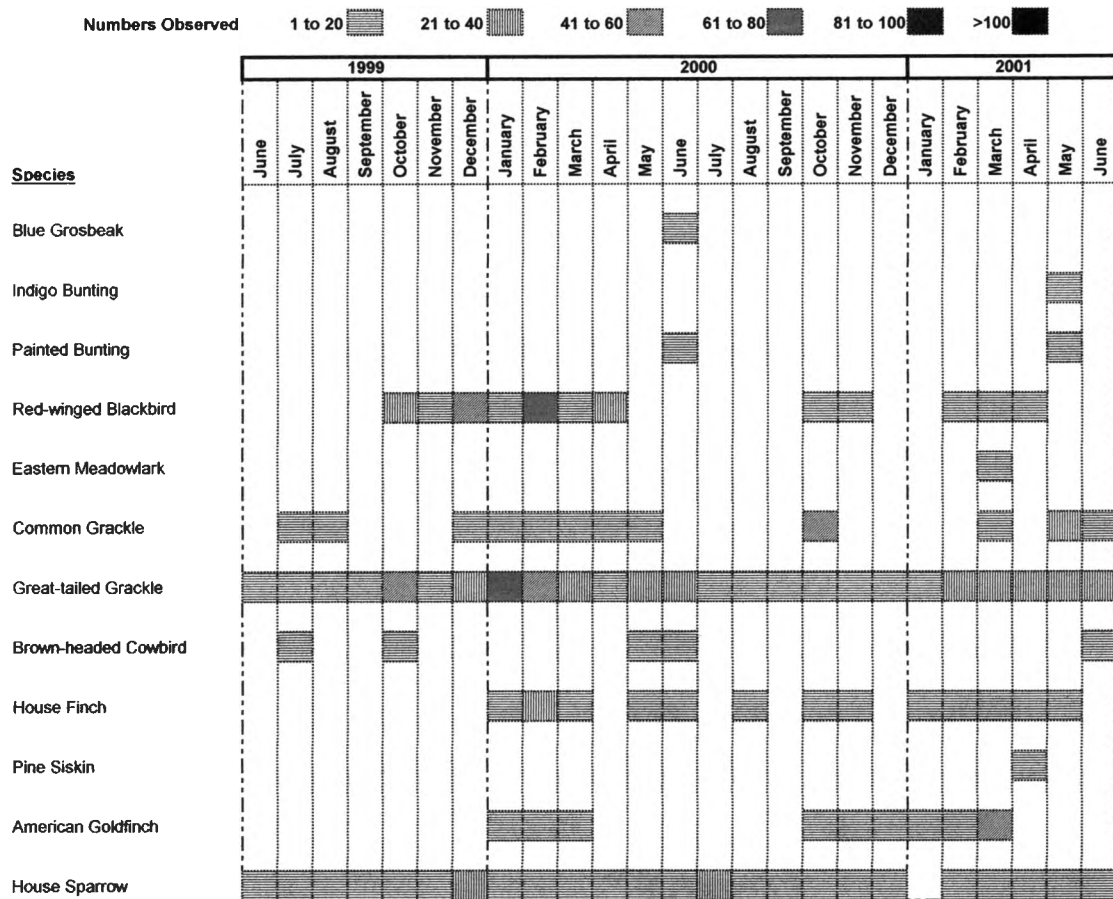 Numbers Observed 1 to 20 21 to 40 41 to 60 61 to 80 81 to 100 >100
1999 2000 2001
Species June July August September October November December January February March April May June July August September October November December January February March April May June
Blue Grosbeak
Indigo Bunting
Painted Bunting
Red-winged Blackbird
Eastern Meadowlark
Common Grackle
Great-tailed Grackle
Brown-headed Cowbird
House Finch
Pine Siskin
American Goldfinch
House Sparrow